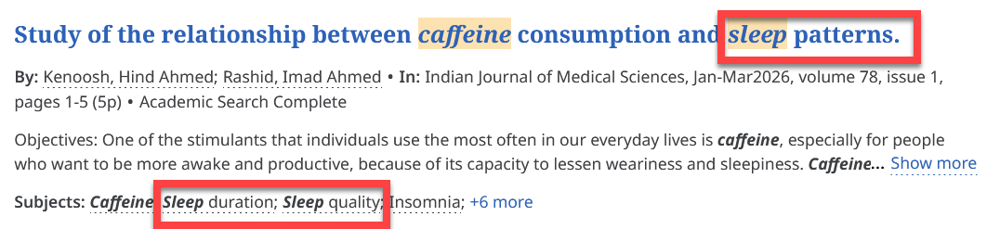 Study of the relationship between caffeine consumption and sleep patterns.
By: Kenoosh, Hind Ahmed; Rashid, Imad Ahmed • In: Indian Journal of Medical Sciences, Jan-Mar2026, volume 78, issue 1,
pages 1-5 (5p) • Academic Search Complete
Objectives: One of the stimulants that individuals use the most often in our everyday lives is caffeine, especially for people
who want to be more awake and productive, because of its capacity to lessen weariness and sleepiness. Caffeine... Show more
Subjects: Caffeine; Sleep duration; Sleep quality; Insomnia; +6 more